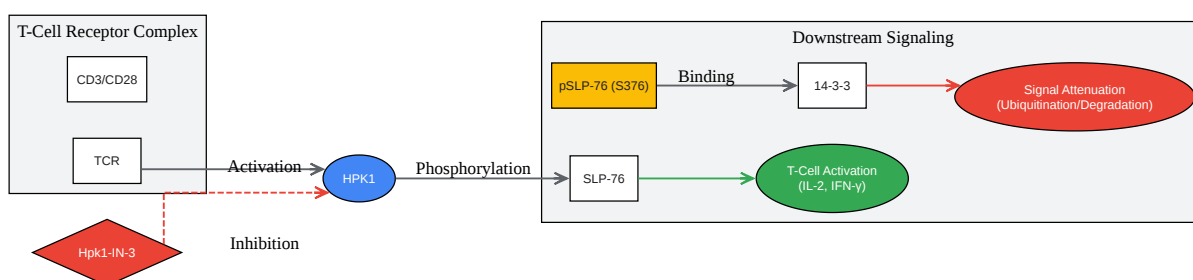 T-Cell Receptor Complex
CD3/CD28
TCR
Activation
HPK1
Hpk1-IN-3
Inhibition
Phosphorylation
Downstream Signaling
pSLP-76 (S376)
Binding
14-3-3
Signal Attenuation
(Ubiquitination/Degradation)
SLP-76
T-Cell Activation
(IL-2, IFN-γ)